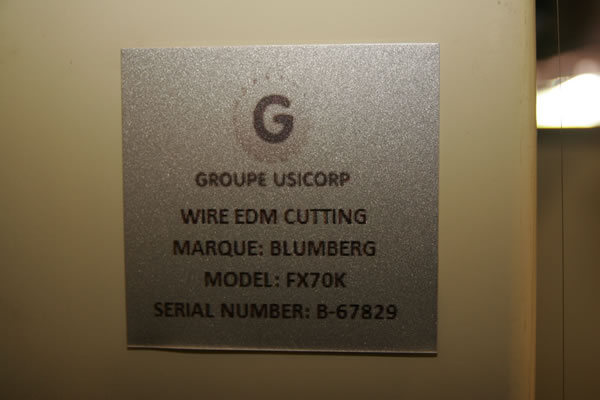 G
GROUPE USICORP
WIRE EDM CUTTING
MARQUE: BLUMBERG
MODEL: FX70K
SERIAL NUMBER: B-67829